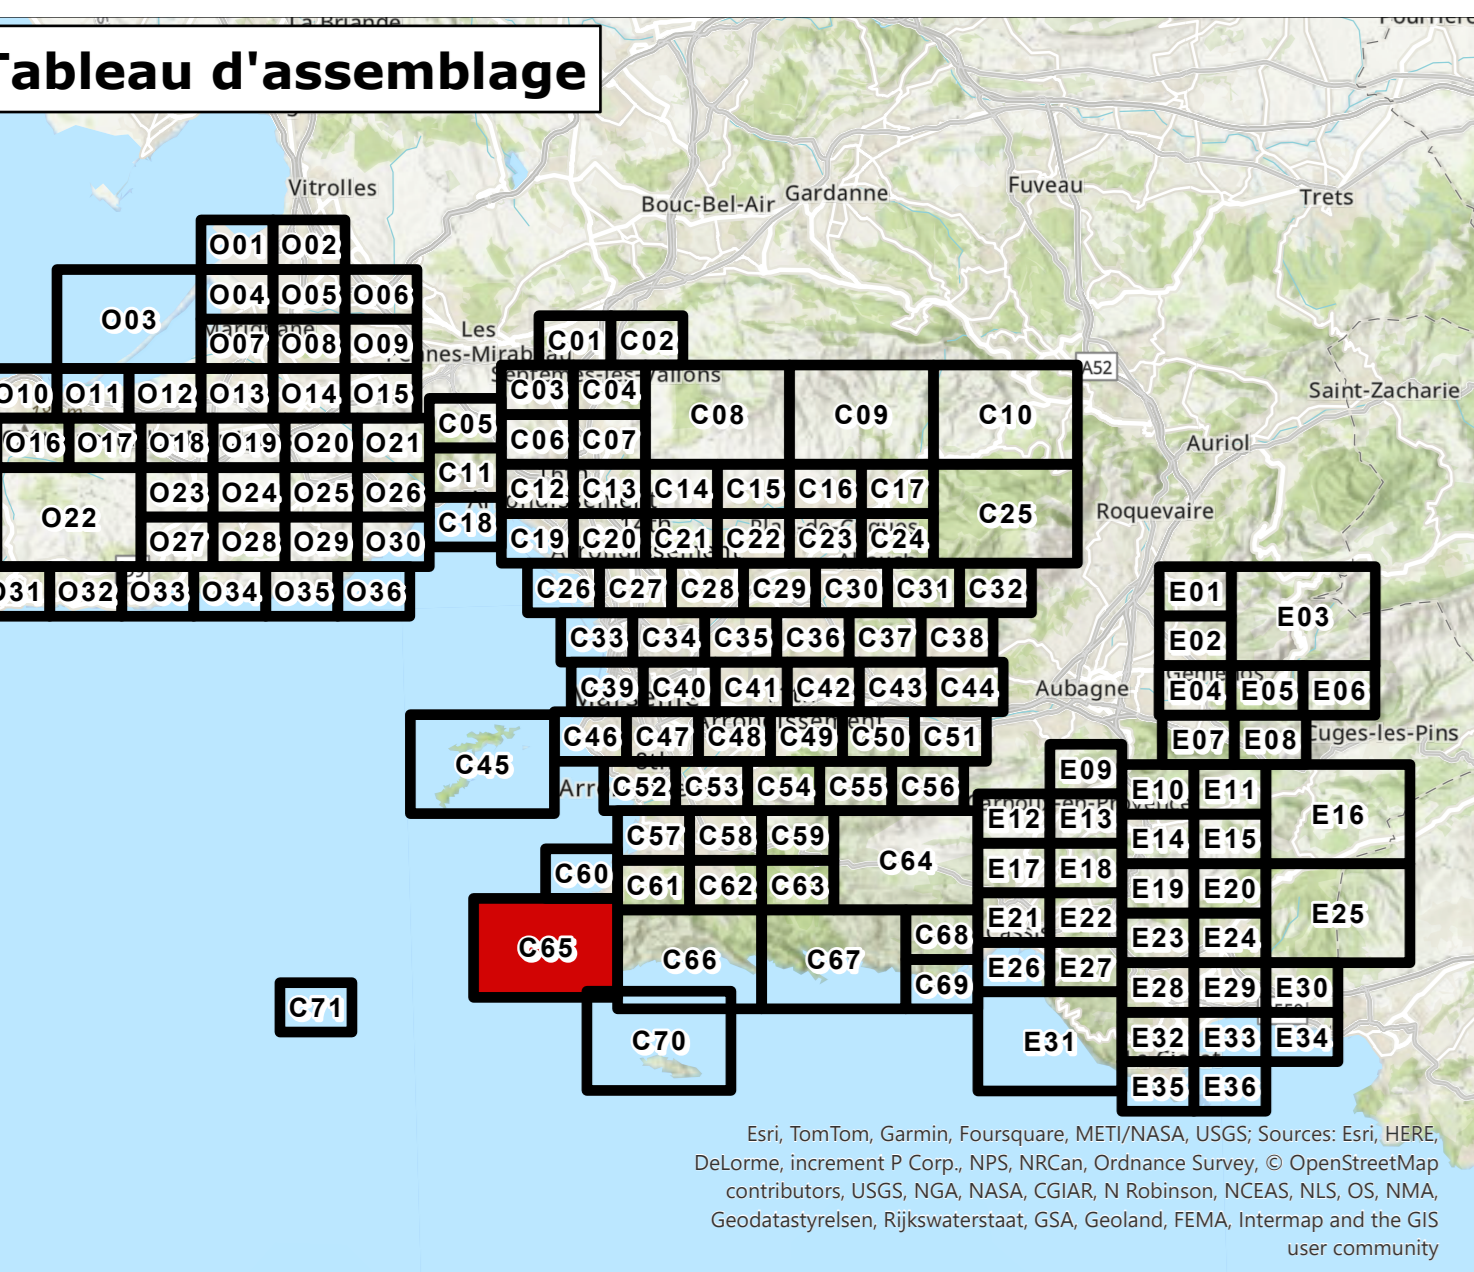 La Briande
Tableau d'assemblage
Vitrolles
Bouc-Bel-Air
Gardanne
Fuveau
Trets
O01 O02
O03
O04 O05 O06
O07 O08 O09
Les
C01 C02
A52
Saint-Zacharie
O10 O11 O12 O13 O14 O15
C03 C04
C08 C09 C10
C05
O16 O17 O18 O19 O20 O21
C06 C07
Auriol
C11
O22
O23 O24 O25 O26
C12 C13 C14 C15 C16 C17
C18
C25
Roquevaire
O27 O28 O29 O30
C19 C20 C21 C22 C23 C24
O31 O32 O33 O34 O35 O36
C26 C27 C28 C29 C30 C31 C32
E01
E03
C33 C34 C35 C36 C37 C38
E02
C39 C40 C41 C42 C43 C44
Aubagne
E04 E05 E06
C45
C46 C47 C48 C49 C50 C51
E07 E08
Cuges-les-Pins
C52 C53 C54 C55 C56
E09
E10 E11
E16
C57 C58 C59
C64
E12 E13
E14 E15
C60
C61 C62 C63
E17 E18
E19 E20
E25
C65
C66 C67
C68
E21 E22
E23 E24
C69
E26 E27
E28 E29 E30
C71
C70
E31
E32 E33 E34
E35 E36
Esri, TomTom, Garmin, Foursquare, METI/NASA, USGS; Sources: Esri, HERE,
DeLorme, increment P Corp., NPS, NRCan, Ordnance Survey, © OpenStreetMap
contributors, USGS, NGA, NASA, CGIAR, N Robinson, NCEAS, NLS, OS, NMA,
Geodatastyrelsen, Rijkswaterstaat, GSA, Geoland, FEMA, Intermap and the GIS
user community